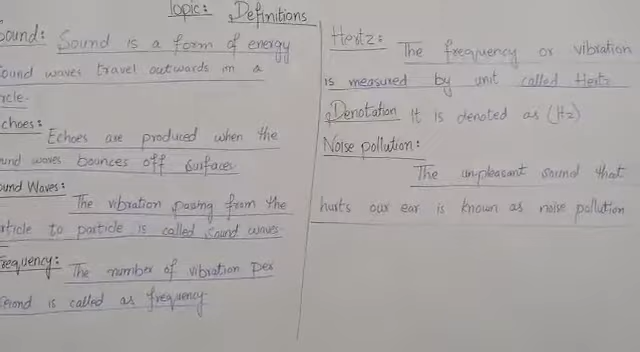 Topic: Definitions
Sound: Sound is a form of energy
Sound waves travel outwards in a
circle.
Echoes:
Echoes are produced when the
sound waves bounces off surfaces
Sound Waves:
The vibration passing from the
particle to particle is called sound waves.
Frequency: The number of vibration per
second is called as frequency
Hertz: The frequency or vibration
is measured by unit called Hertz
Denotation It is denoted as (Hz)
Noise pollution:
The unpleasant sound that
hurts our ear is known as noise pollution